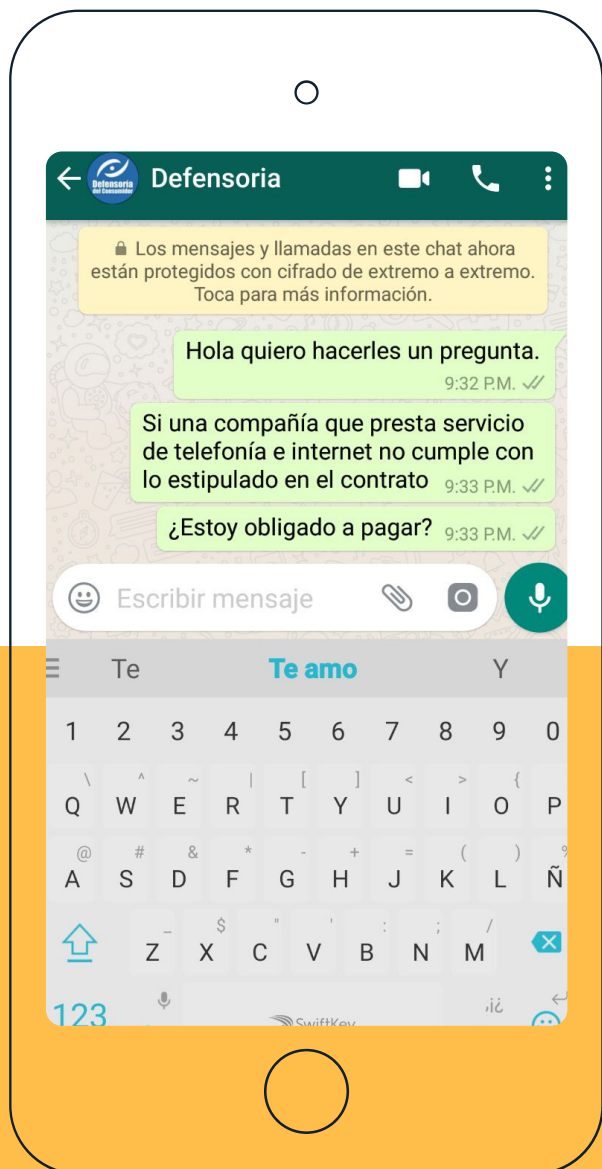 Defensoria
del Consumidor
Defensoria
Los mensajes y llamadas en este chat ahora
están protegidos con cifrado de extremo a extremo.
Toca para más información.
Hola quiero hacerles un pregunta.
9:32 P.M.
Si una compañía que presta servicio
de telefonía e internet no cumple con
lo estipulado en el contrato 9:33 P.M.
¿Estoy obligado a pagar? 9:33 P.M.
Escribir mensaje
Te Te amo Y
1 2 3 4 5 6 7 8 9 0
\ ^ ~ | [ ] < > {
Q W E R T Y U I O P
@ # & * - + = ( ) %
A S D F G H J K L Ñ
_ $ " ' : ; /
Z X C V B N M
123 SwiftKey ,¡¿